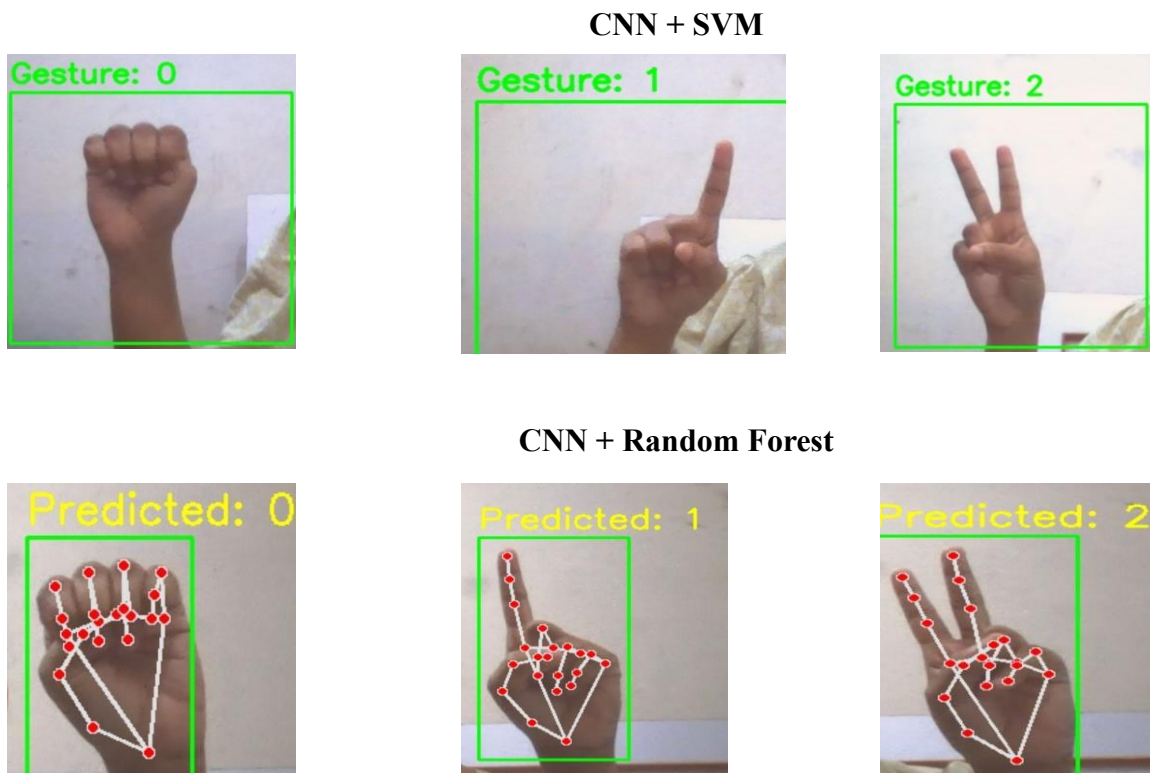 CNN + SVM
Gesture: 0
Gesture: 1
Gesture: 2
CNN + Random Forest
Predicted: 0
Predicted: 1
Predicted: 2